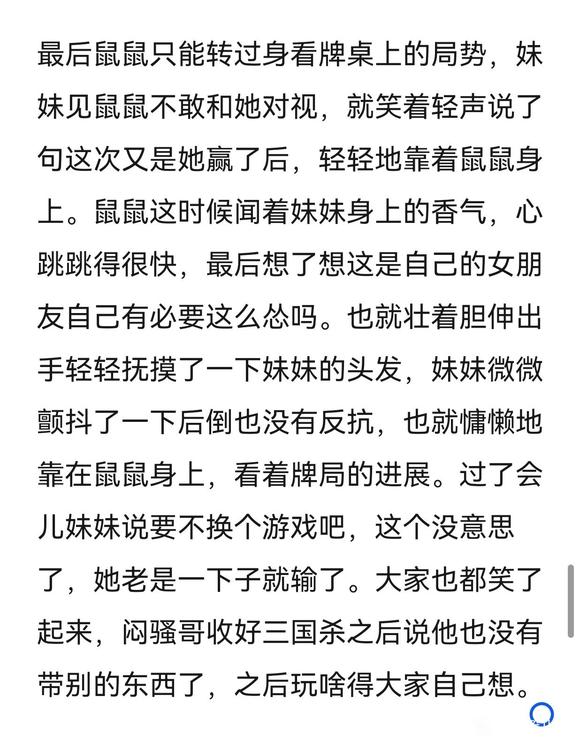 最后鼠鼠只能转过身看牌桌上的局势，妹
妹见鼠鼠不敢和她对视，就笑着轻声说了
句这次又是她赢了后，轻轻地靠着鼠鼠身
上。鼠鼠这时候闻着妹妹身上的香气，心
跳跳得很快，最后想了想这是自己的女朋
友自己有必要这么怂吗。也就壮着胆伸出
手轻轻抚摸了一下妹妹的头发，妹妹微微
颤抖了一下后倒也没有反抗，也就慵懒地
靠在鼠鼠身上，看着牌局的进展。过了会
儿妹妹说要不换个游戏吧，这个没意思
了，她老是一下子就输了。大家也都笑了
起来，闷骚哥收好三国杀之后说他也没有
带别的东西了，之后玩啥得大家自己想。